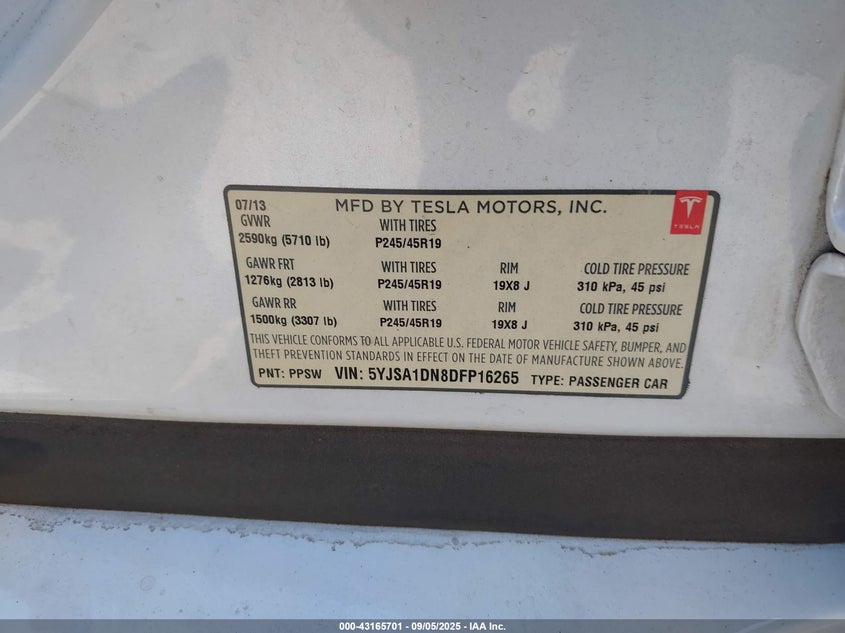 07/13 MFD BY TESLA MOTORS, INC.
TESLA
GVWR WITH TIRES
2590kg (5710 lb) P245/45R19
GAWR FRT WITH TIRES RIM COLD TIRE PRESSURE
1276kg (2813 lb) P245/45R19 19X8 J 310 kPa, 45 psi
GAWR RR WITH TIRES RIM COLD TIRE PRESSURE
1500kg (3307 lb) P245/45R19 19X8 J 310 kPa, 45 psi
THIS VEHICLE CONFORMS TO ALL APPLICABLE U.S. FEDERAL MOTOR VEHICLE SAFETY, BUMPER, AND
THEFT PREVENTION STANDARDS IN EFFECT ON THE DATE OF MANUFACTURE SHOWN ABOVE.
PNT: PPSW VIN: 5YJSA1DN8DFP16265 TYPE: PASSENGER CAR
000-43165701 - 09/05/2025 - IAA Inc.